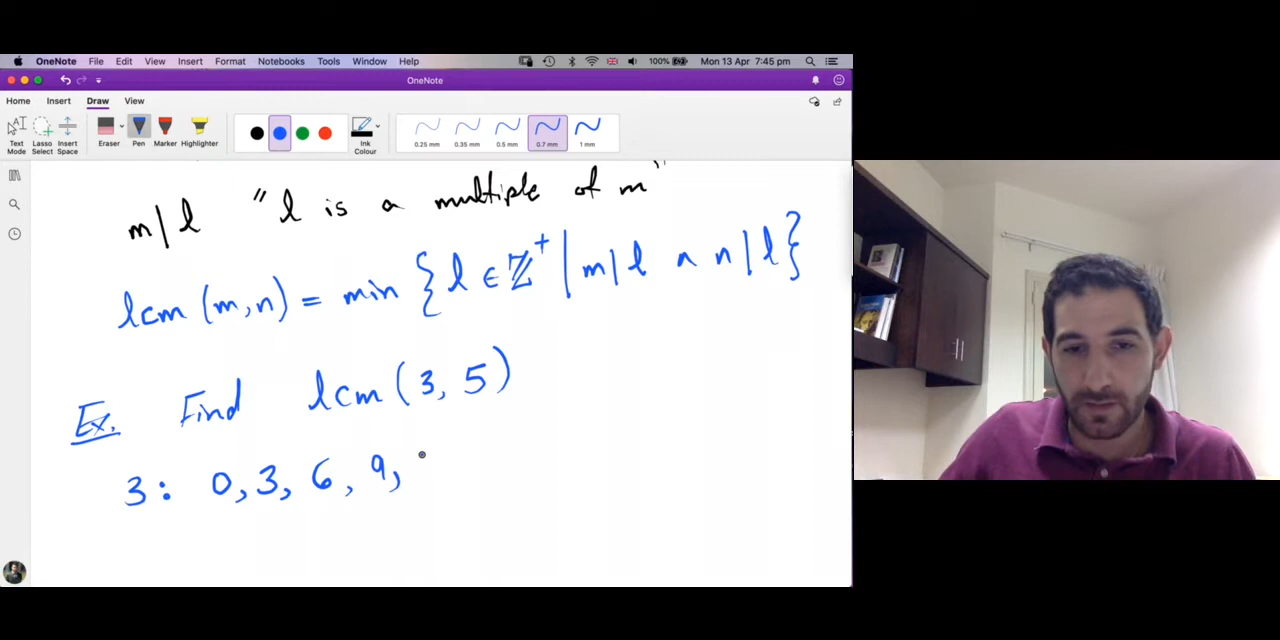 OneNote File Edit View Insert Format Notebooks Tools Window Help 100% Mon 13 Apr 7:45 pm
OneNote
Home Insert Draw View
Text Mode Lasso Select Insert Space Eraser Pen Marker Highlighter Ink Colour 0.25 mm 0.35 mm 0.5 mm 0.7 mm 1 mm
m|l "l is a multiple of m"
lcm (m,n) = min {l ∈ ℤ⁺ | m|l ∧ n|l}
Ex. Find lcm (3, 5)
3: 0, 3, 6, 9,